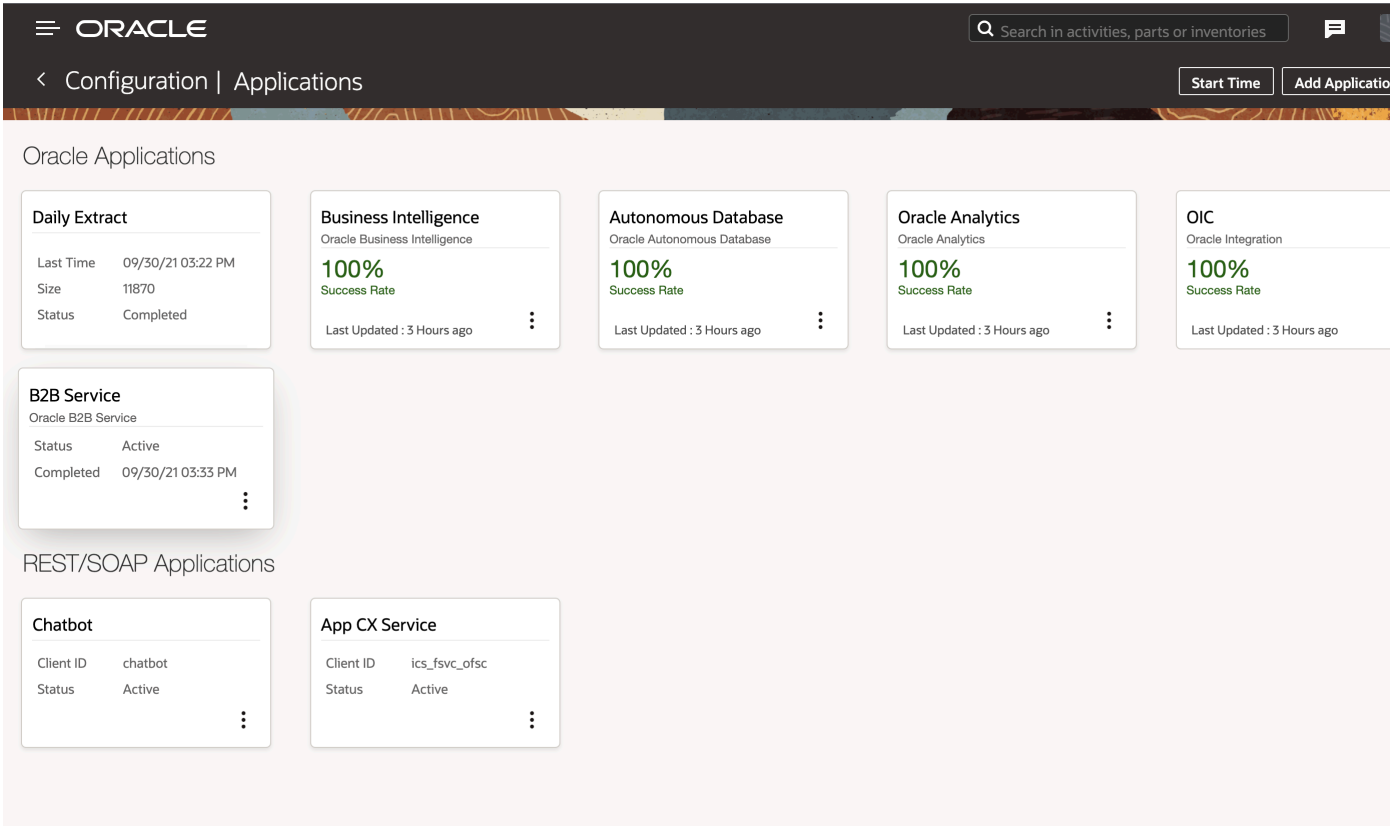 ORACLE
Search in activities, parts or inventories
Configuration | Applications
Start Time
Add Applicatio
Oracle Applications
Daily Extract
Last Time 09/30/21 03:22 PM
Size 11870
Status Completed
Business Intelligence
Oracle Business Intelligence
100%
Success Rate
Last Updated : 3 Hours ago
Autonomous Database
Oracle Autonomous Database
100%
Success Rate
Last Updated : 3 Hours ago
Oracle Analytics
Oracle Analytics
100%
Success Rate
Last Updated : 3 Hours ago
OIC
Oracle Integration
100%
Success Rate
Last Updated : 3 Hours ago
B2B Service
Oracle B2B Service
Status Active
Completed 09/30/21 03:33 PM
REST/SOAP Applications
Chatbot
Client ID chatbot
Status Active
App CX Service
Client ID ics_fsvc_ofsc
Status Active